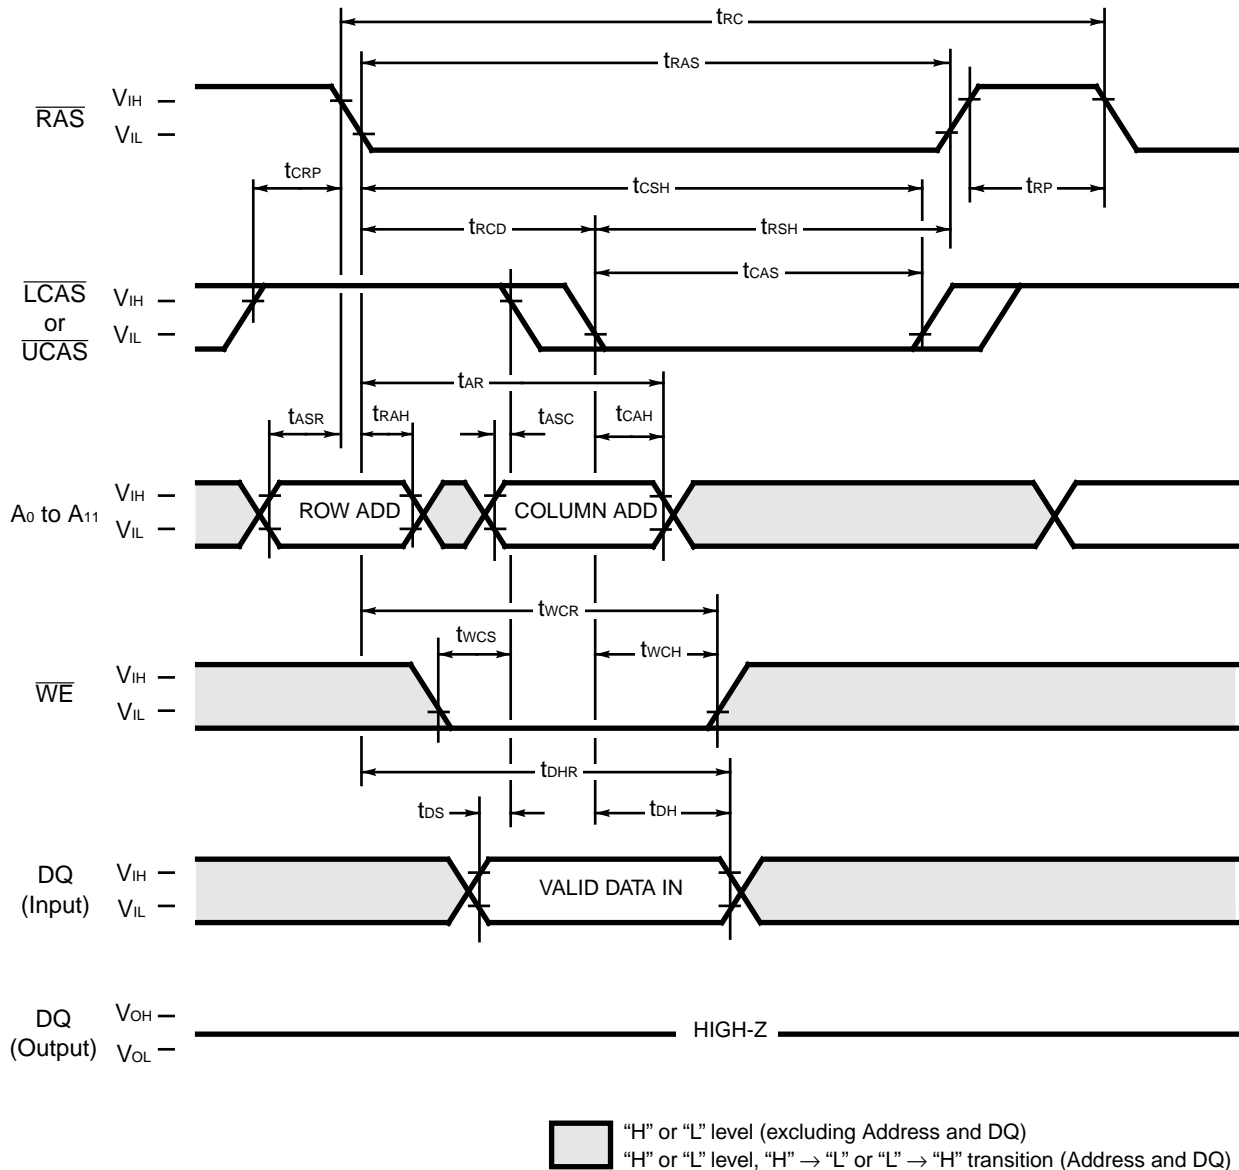 tRC
tRAS
RAS
VIH
VIL
tCRP
tCSH
tRP
tRCD
tRSH
tCAS
LCAS
or
UCAS
VIH
VIL
tAR
tASR
tRAH
tASC
tCAH
A0 to A11
VIH
VIL
ROW ADD
COLUMN ADD
tWCR
tWCS
tWCH
WE
VIH
VIL
tDHR
tDS
tDH
DQ
(Input)
VIH
VIL
VALID DATA IN
DQ
(Output)
VOH
VOL
HIGH-Z
“H” or “L” level (excluding Address and DQ)
“H” or “L” level, “H” → “L” or “L” → “H” transition (Address and DQ)